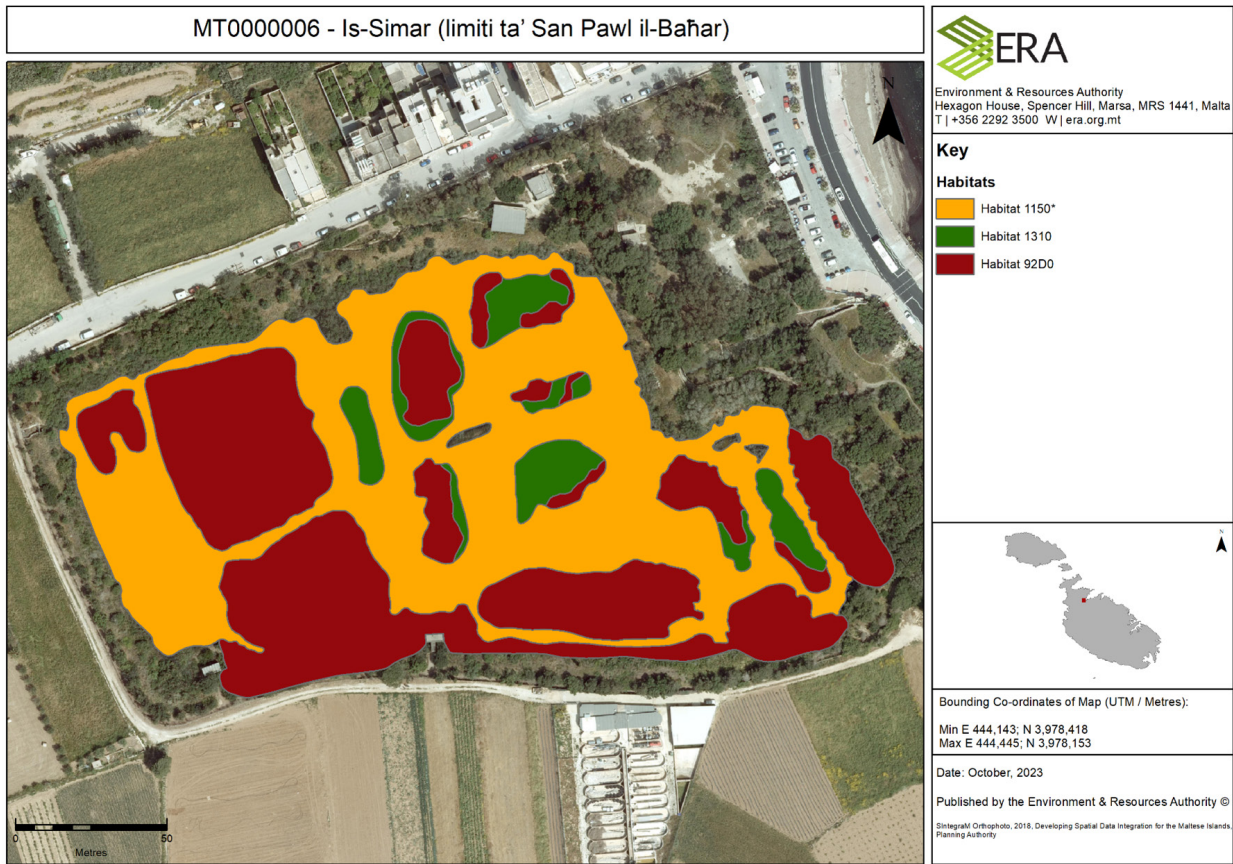 MT0000006 - Is-Simar (limiti ta' San Pawl il-Baħar)
N
0
50
Metres
ERA
Environment & Resources Authority
Hexagon House, Spencer Hill, Marsa, MRS 1441, Malta
T | +356 2292 3500 W | era.org.mt
Key
Habitats
Habitat 1150*
Habitat 1310
Habitat 92D0
N
Bounding Co-ordinates of Map (UTM / Metres):
Min E 444,143; N 3,978,418
Max E 444,445; N 3,978,153
Date: October, 2023
Published by the Environment & Resources Authority ©
SIntegraM Orthophoto, 2018, Developing Spatial Data Integration for the Maltese Islands,
Planning Authority